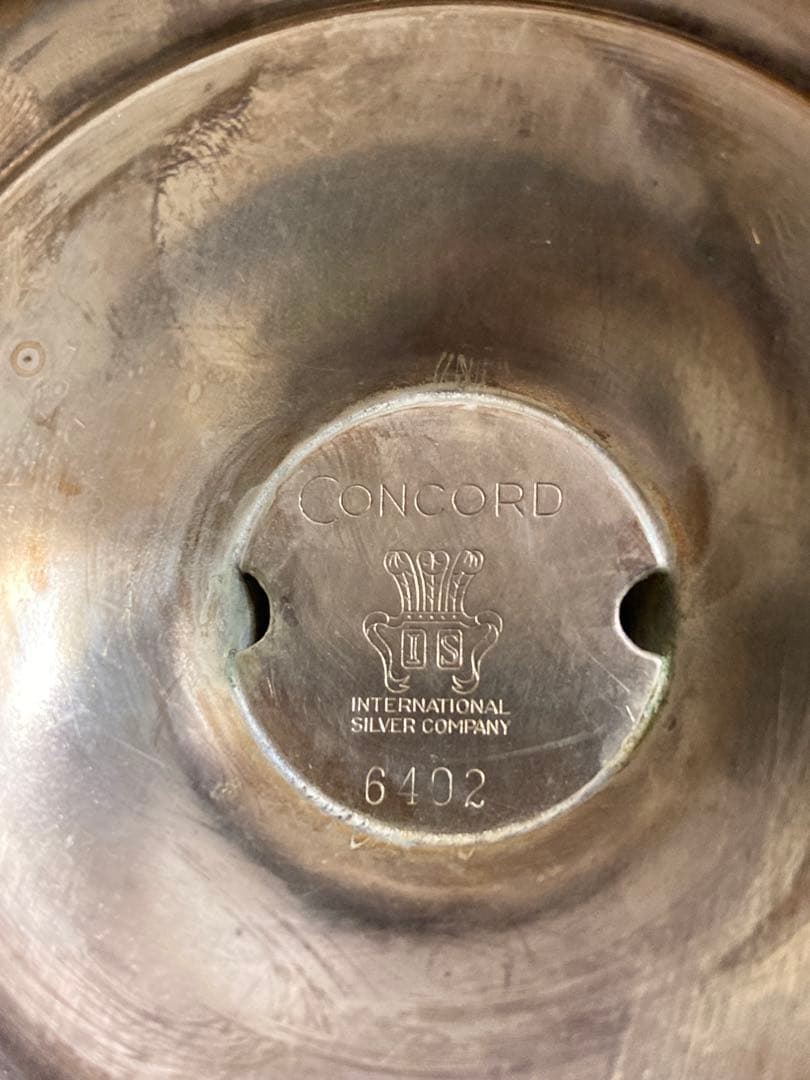 CONCORD
IS
INTERNATIONAL
SILVER COMPANY
6402